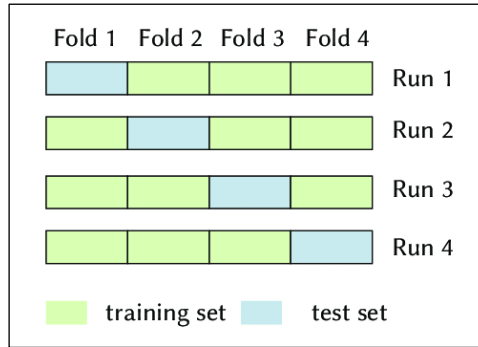 Fold 1 Fold 2 Fold 3 Fold 4
Run 1
Run 2
Run 3
Run 4
training set test set